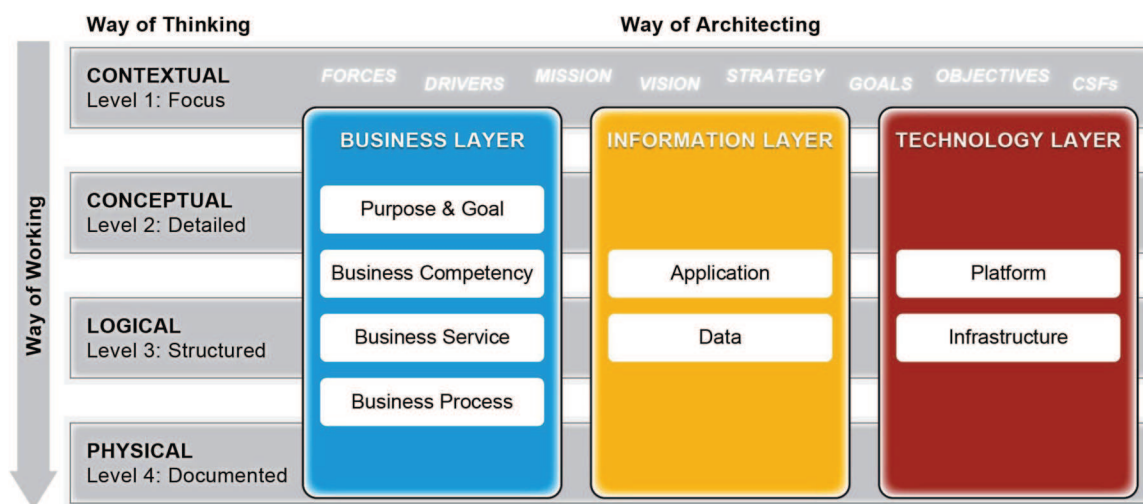 Way of Thinking
Way of Architecting
Way of Working
CONTEXTUAL
Level 1: Focus
FORCES
DRIVERS
MISSION
VISION
STRATEGY
GOALS
OBJECTIVES
CSFs
BUSINESS LAYER
INFORMATION LAYER
TECHNOLOGY LAYER
CONCEPTUAL
Level 2: Detailed
Purpose & Goal
Business Competency
Application
Platform
LOGICAL
Level 3: Structured
Business Service
Data
Infrastructure
Business Process
PHYSICAL
Level 4: Documented